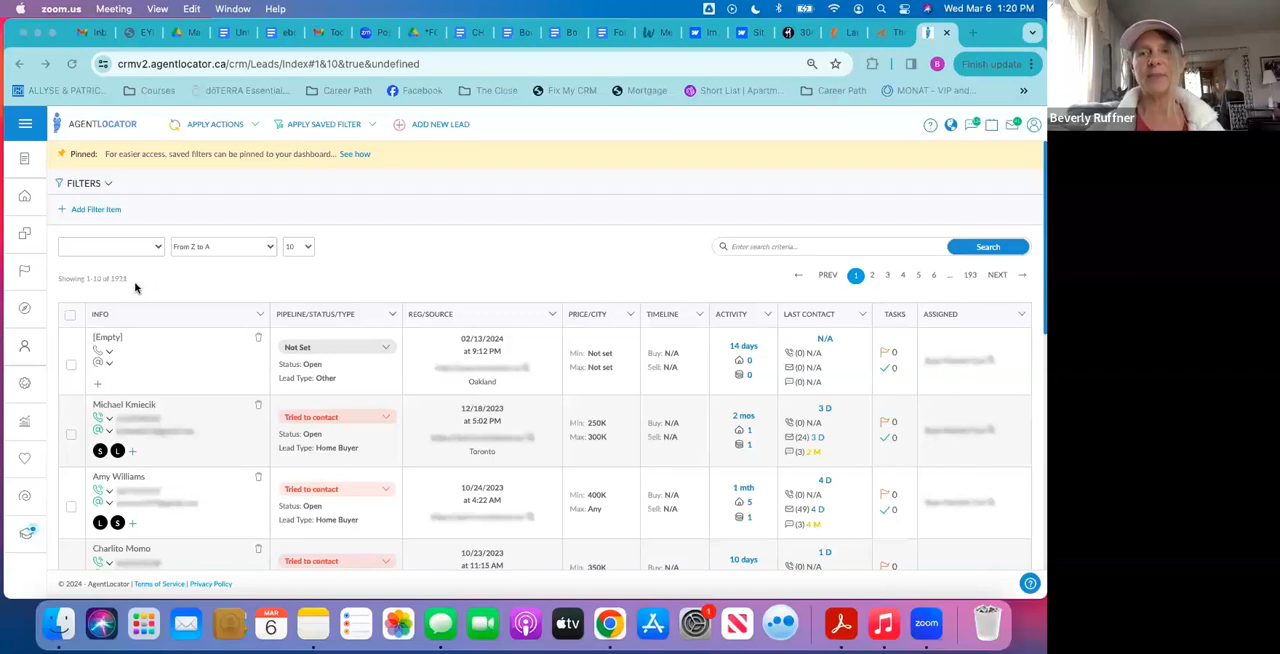 zoom.us Meeting View Edit Window Help Wed Mar 6 1:20 PM
crmv2.agentlocator.ca/crm/Leads/Index#1&10&true&undefined Finish update
ALLYSE & PATRIC... Courses dōTERRA Essential... Career Path Facebook The Close Fix My CRM Mortgage Short List | Apartm... Career Path MONAT - VIP and... »
AGENTLOCATOR APPLY ACTIONS APPLY SAVED FILTER ADD NEW LEAD
Pinned: For easier access, saved filters can be pinned to your dashboard... See how
FILTERS
+ Add Filter Item
From Z to A 10 Enter search criteria... Search
Showing 1-10 of 1921 PREV 1 2 3 4 5 6 ... 193 NEXT
INFO PIPELINE/STATUS/TYPE REG/SOURCE PRICE/CITY TIMELINE ACTIVITY LAST CONTACT TASKS ASSIGNED
[Empty] Not Set 02/13/2024 at 9:12 PM Min: Not set Buy: N/A 14 days N/A
Status: Open Max: Not set Sell: N/A 0 (0) N/A 0
Lead Type: Other Oakland 0 (0) N/A 0
(0) N/A
Michael Kmiecik Tried to contact 12/18/2023 at 5:02 PM Min: 250K Buy: N/A 2 mos 3 D
Status: Open Max: 300K Sell: N/A 1 (0) N/A 0
Lead Type: Home Buyer Toronto 1 (24) 3 D 0
S L + (3) 2 M
Amy Williams Tried to contact 10/24/2023 at 4:22 AM Min: 400K Buy: N/A 1 mth 4 D
Status: Open Max: Any Sell: N/A 5 (0) N/A 0
Lead Type: Home Buyer 1 (49) 4 D 0
L S + (3) 4 M
Charlito Momo Tried to contact 10/23/2023 at 11:15 AM Min: 350K Buy: N/A 10 days 1 D
(0) N/A 0
© 2024 - AgentLocator | Terms of Service | Privacy Policy
MAR
6
1
tv
N
zoom
Beverly Ruffner